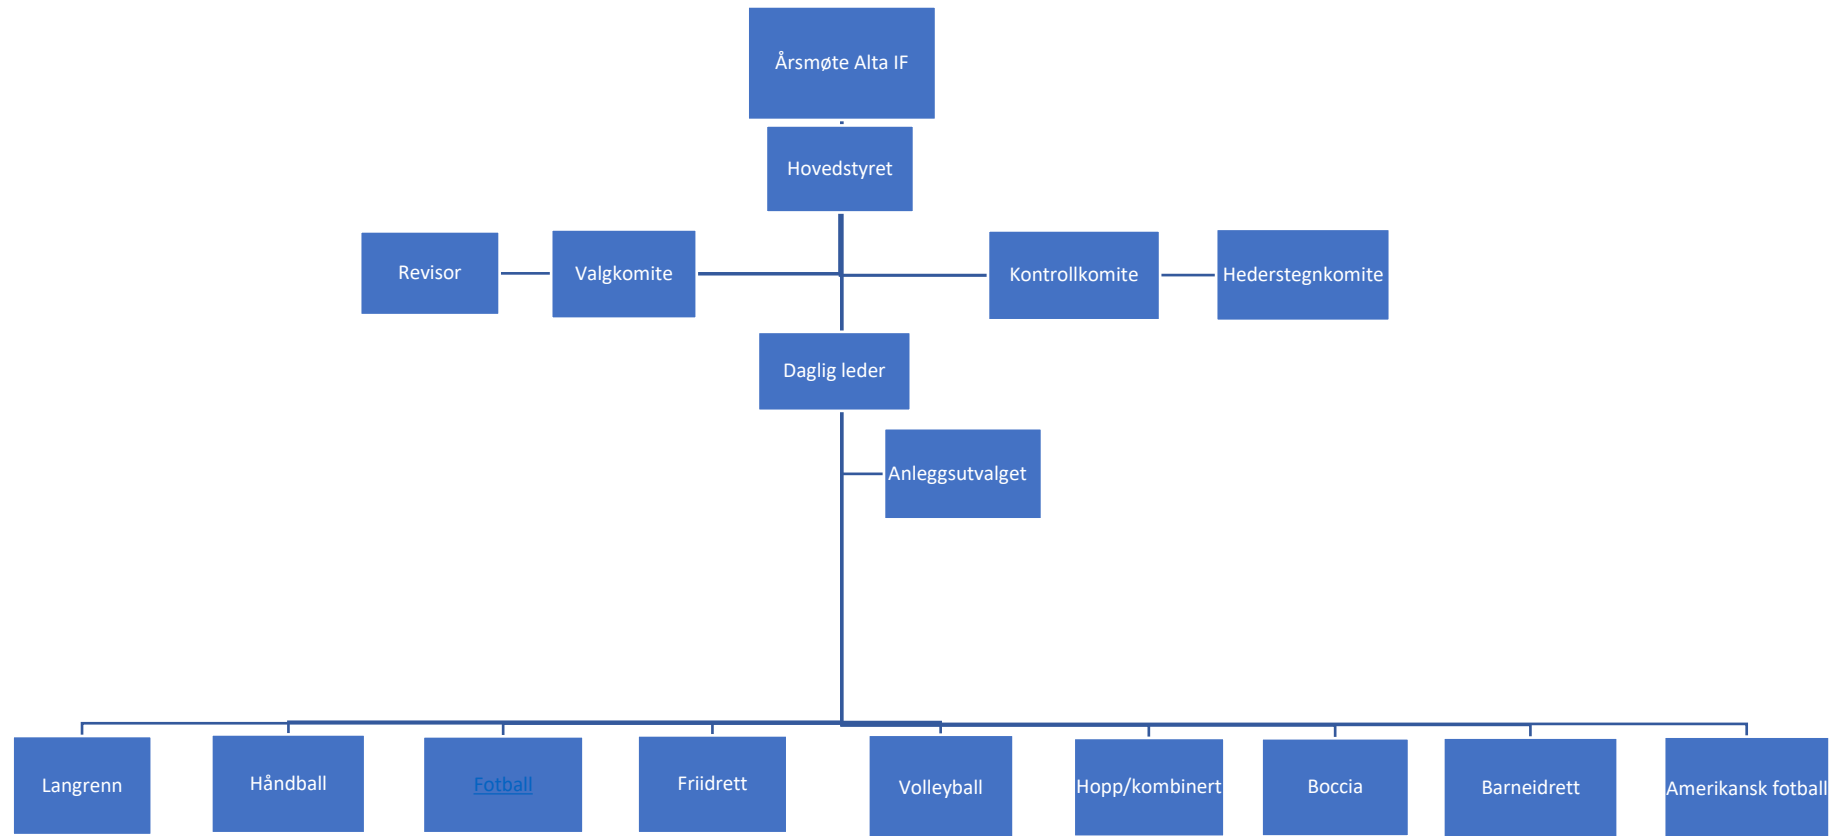 Årsmøte Alta IF
Hovedstyret
Revisor
Valgkomite
Kontrollkomite
Hederstegnkomite
Daglig leder
Anleggsutvalget
Langrenn
Håndball
Fotball
Friidrett
Volleyball
Hopp/kombinert
Boccia
Barneidrett
Amerikansk fotball